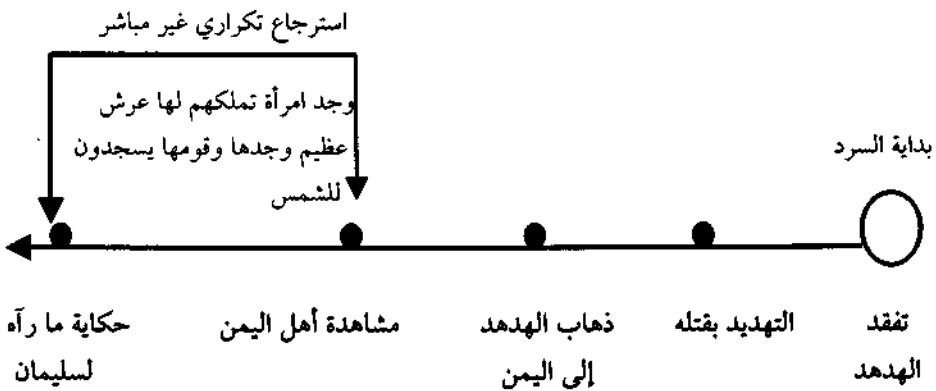 استرجاع تكراري غير مباشر
وجد امرأة تملكهم لها عرش
عظيم وجدها وقومها يسجدون
للشمس
بداية السرد
تفقد
الهدهد
التهديد بقتله
ذهاب الهدهد
إلى اليمن
مشاهدة أهل اليمن
حكاية ما رآه
لسليمان